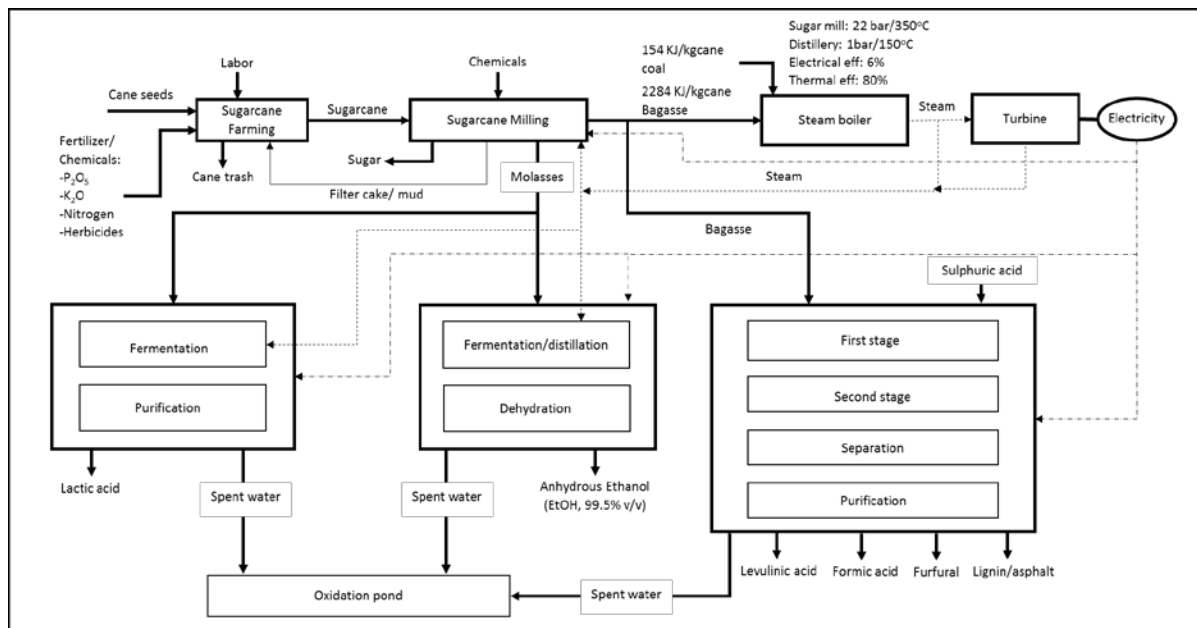 Sugar mill: 22 bar/350°C
Distillery: 1bar/150°C
Electrical eff: 6%
Thermal eff: 80%
154 KJ/kgcane
coal
2284 KJ/kgcane
Bagasse
Labor
Chemicals
Cane seeds
Sugarcane
Farming
Sugarcane
Sugarcane Milling
Steam boiler
Steam
Turbine
Electricity
Fertilizer/
Chemicals:
-P₂O₅
-K₂O
-Nitrogen
-Herbicides
Cane trash
Sugar
Filter cake/ mud
Molasses
Steam
Bagasse
Sulphuric acid
Fermentation
Purification
Fermentation/distillation
Dehydration
First stage
Second stage
Separation
Purification
Lactic acid
Spent water
Spent water
Anhydrous Ethanol
(EtOH, 99.5% v/v)
Levulinic acid
Formic acid
Furfural
Lignin/asphalt
Oxidation pond
Spent water